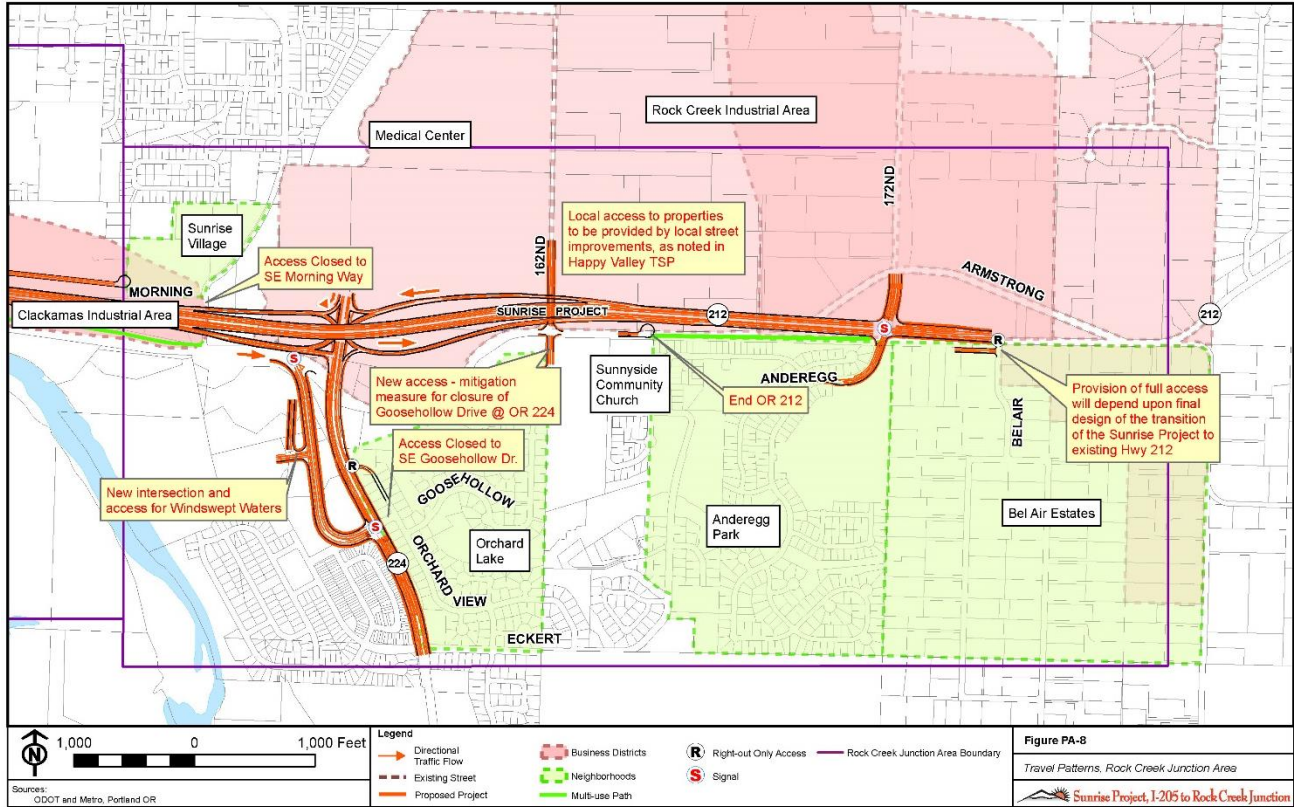 Rock Creek Industrial Area
Medical Center
172ND
162ND
Sunrise
Village
Local access to properties
to be provided by local street
improvements, as noted in
Happy Valley TSP
Access Closed to
SE Morning Way
MORNING
ARMSTRONG
Clackamas Industrial Area
SUNRISE PROJECT
212
212
S
R
S
New access - mitigation
measure for closure of
Goosehollow Drive @ OR 224
Sunnyside
Community
Church
ANDEREGG
End OR 212
BELAIR
Provision of full access
will depend upon final
design of the transition
of the Sunrise Project to
existing Hwy 212
Access Closed to
SE Goosehollow Dr.
R
GOOSEHOLLOW
New intersection and
access for Windswept Waters
S
Orchard
Lake
Anderegg
Park
Bel Air Estates
224
ORCHARD
VIEW
ECKERT
N
1,000 0 1,000 Feet
Sources:
ODOT and Metro, Portland OR
Legend
Directional
Traffic Flow
Existing Street
Proposed Project
Business Districts
Neighborhoods
Multi-use Path
R Right-out Only Access
S Signal
Rock Creek Junction Area Boundary
Figure PA-8
Travel Patterns, Rock Creek Junction Area
Sunrise Project, I-205 to Rock Creek Junction